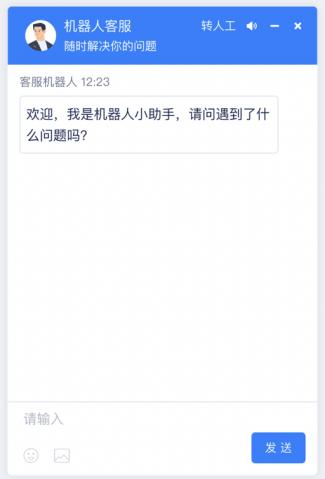 机器人客服
转人工
随时解决你的问题
客服机器人 12:23
欢迎，我是机器人小助手，请问遇到了什
么问题吗？
请输入
发 送